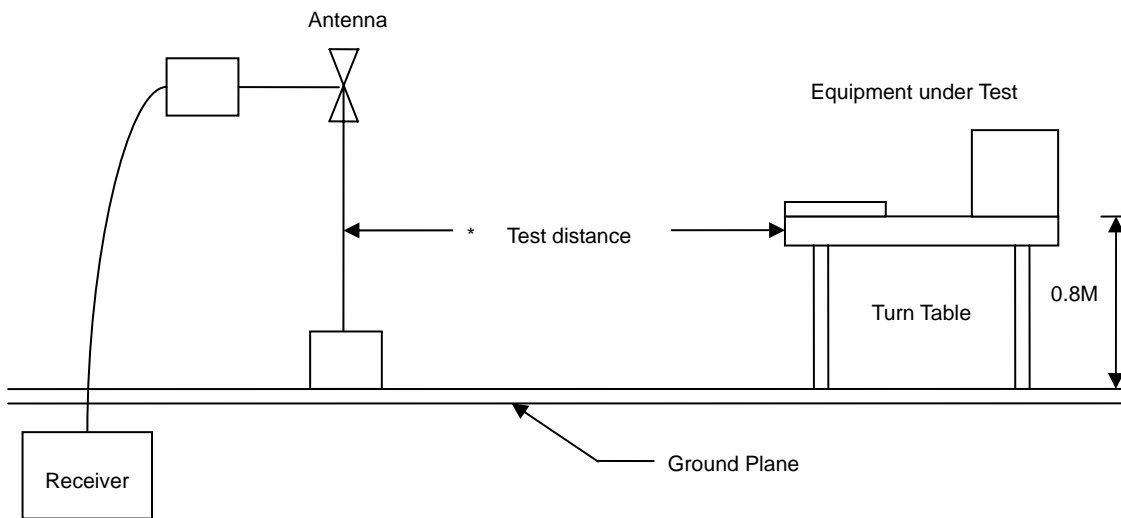 Antenna
Equipment under Test
* Test distance
0.8M
Turn Table
Ground Plane
Receiver